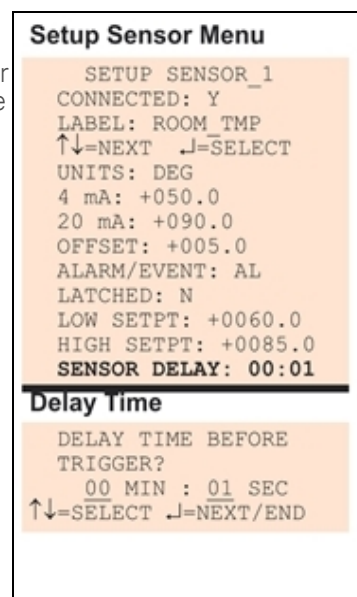 Setup Sensor Menu
SETUP SENSOR_1
CONNECTED: Y
LABEL: ROOM_TMP
↑↓=NEXT ↵=SELECT
UNITS: DEG
4 mA: +050.0
20 mA: +090.0
OFFSET: +005.0
ALARM/EVENT: AL
LATCHED: N
LOW SETPT: +0060.0
HIGH SETPT: +0085.0
SENSOR DELAY: 00:01
Delay Time
DELAY TIME BEFORE
TRIGGER?
00 MIN : 01 SEC
↑↓=SELECT ↵=NEXT/END